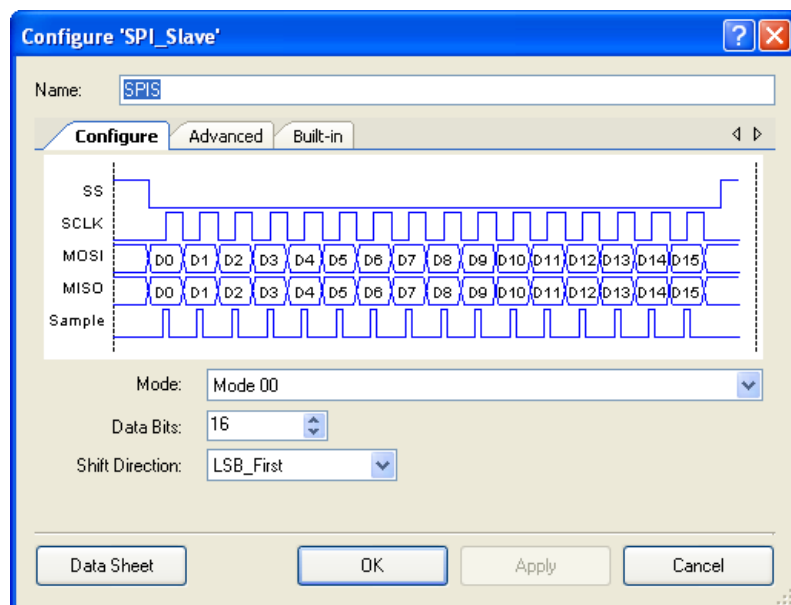 Configure 'SPI_Slave'
Name: SPIS
Configure Advanced Built-in
SS
SCLK
MOSI D0 D1 D2 D3 D4 D5 D6 D7 D8 D9 D10 D11 D12 D13 D14 D15
MISO D0 D1 D2 D3 D4 D5 D6 D7 D8 D9 D10 D11 D12 D13 D14 D15
Sample
Mode: Mode 00
Data Bits: 16
Shift Direction: LSB_First
Data Sheet OK Apply Cancel